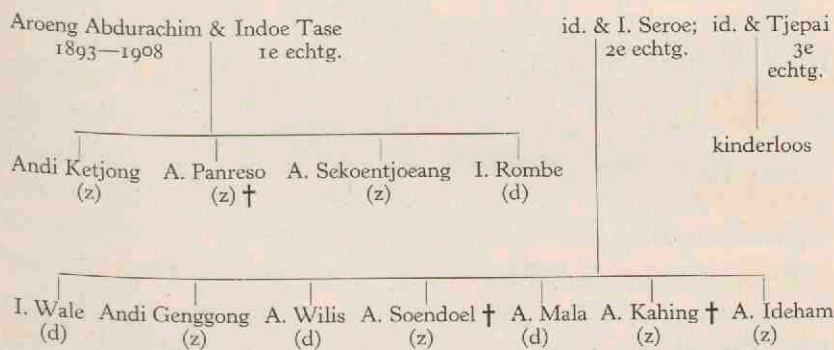 Aroeng Abdurachim & Indoe Tase id. & I. Seroe; id. & Tjepai
1893—1908 1e echtg. 2e echtg. 3e
echtg.
kinderloos
Andi Ketjong A. Panreso A. Sekoentjoeang I. Rombe
(z) (z) † (z) (d)
I. Wale Andi Genggong A. Wilis A. Soendoel † A. Mala A. Kahing † A. Ideham
(d) (z) (d) (z) (d) (z) (z)